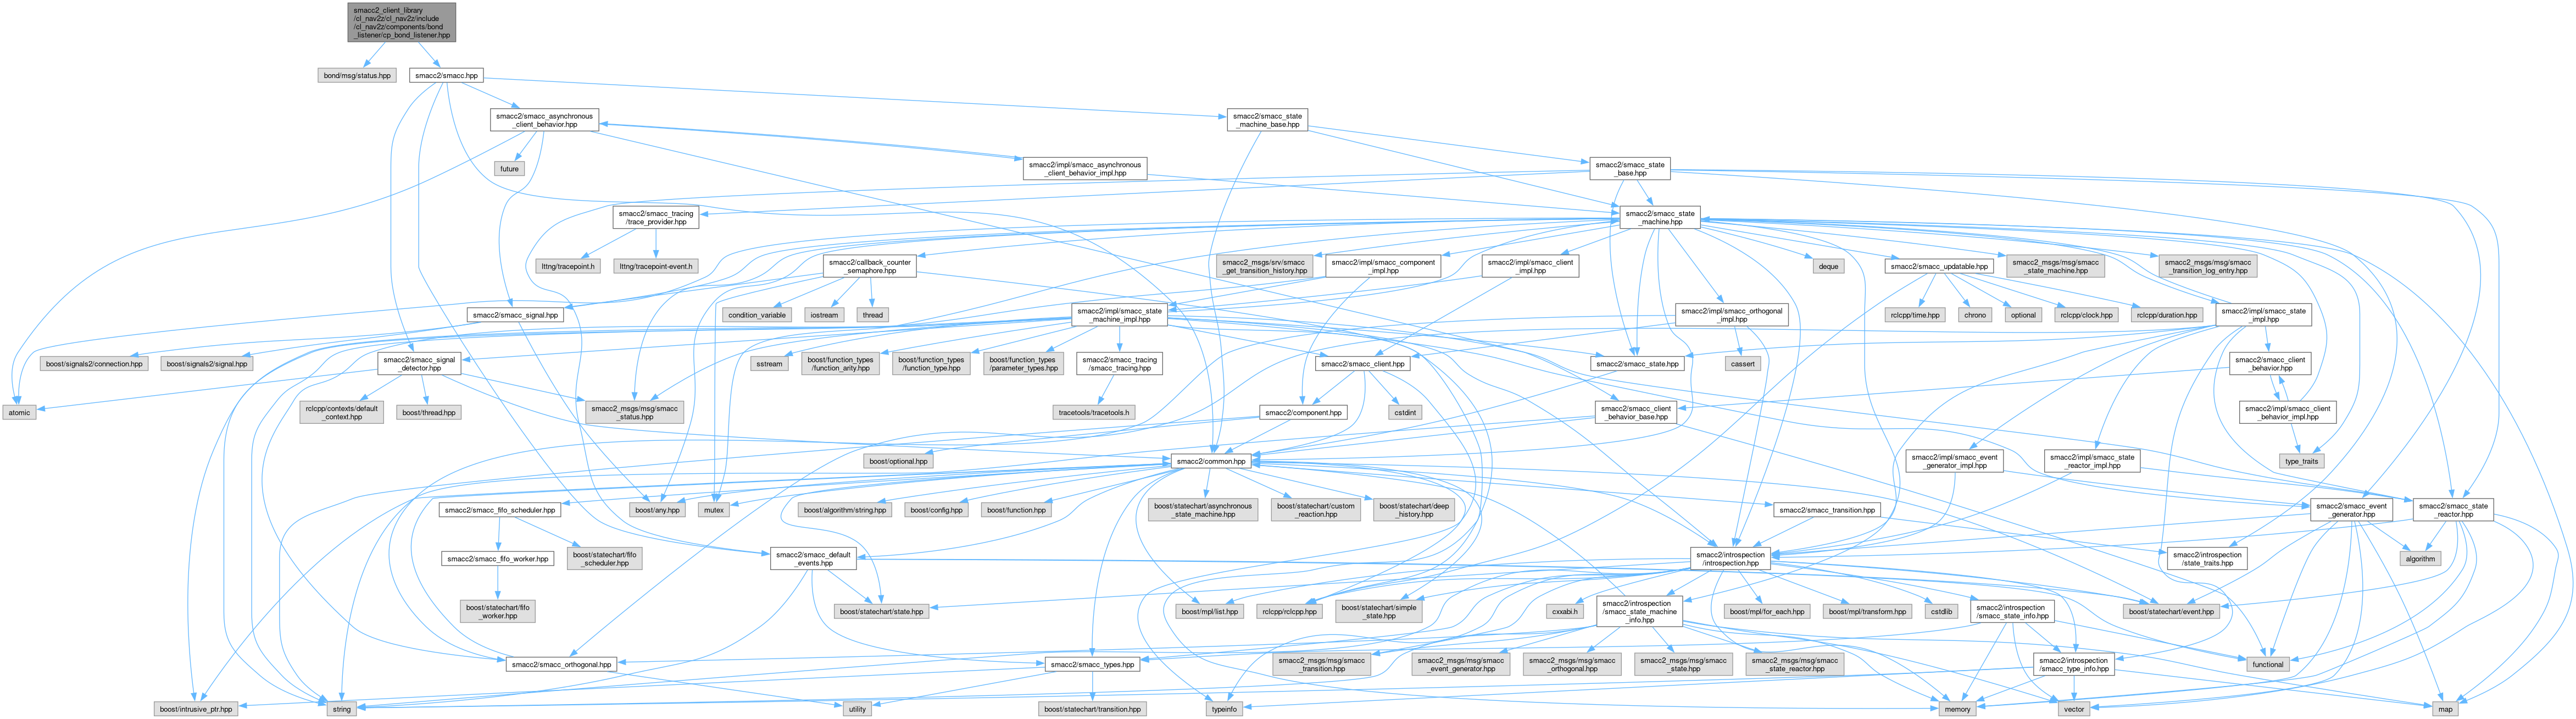 smacc2_client_library
/cl_nav2z/cl_nav2z/include
/cl_nav2z/components/bond
_listener/cp_bond_listener.hpp
bond/msg/status.hpp
smacc2/smacc.hpp
smacc2/smacc_asynchronous
_client_behavior.hpp
smacc2/smacc_state
_machine_base.hpp
future
smacc2/impl/smacc_asynchronous
_client_behavior_impl.hpp
smacc2/smacc_state
_base.hpp
smacc2/smacc_tracing
/trace_provider.hpp
smacc2/smacc_state
_machine.hpp
lttng/tracepoint.h
lttng/tracepoint-event.h
smacc2/callback_counter
_semaphore.hpp
smacc2_msgs/srv/smacc
_get_transition_history.hpp
smacc2/impl/smacc_component
_impl.hpp
smacc2/impl/smacc_client
_impl.hpp
deque
smacc2/smacc_updatable.hpp
smacc2_msgs/msg/smacc
_state_machine.hpp
smacc2_msgs/msg/smacc
_transition_log_entry.hpp
smacc2/smacc_signal.hpp
condition_variable
iostream
thread
smacc2/impl/smacc_state
_machine_impl.hpp
smacc2/impl/smacc_orthogonal
_impl.hpp
rclcpp/time.hpp
chrono
optional
rclcpp/clock.hpp
rclcpp/duration.hpp
smacc2/impl/smacc_state
_impl.hpp
boost/signals2/connection.hpp
boost/signals2/signal.hpp
smacc2/smacc_signal
_detector.hpp
sstream
boost/function_types
/function_arity.hpp
boost/function_types
/function_type.hpp
boost/function_types
/parameter_types.hpp
smacc2/smacc_tracing
/smacc_tracing.hpp
smacc2/smacc_client.hpp
smacc2/smacc_state.hpp
cassert
smacc2/smacc_client
_behavior.hpp
atomic
rclcpp/contexts/default
_context.hpp
boost/thread.hpp
smacc2_msgs/msg/smacc
_status.hpp
tracetools/tracetools.h
smacc2/component.hpp
cstdint
smacc2/smacc_client
_behavior_base.hpp
smacc2/impl/smacc_client
_behavior_impl.hpp
boost/optional.hpp
smacc2/common.hpp
smacc2/impl/smacc_event
_generator_impl.hpp
smacc2/impl/smacc_state
_reactor_impl.hpp
type_traits
smacc2/smacc_fifo_scheduler.hpp
boost/any.hpp
mutex
boost/algorithm/string.hpp
boost/config.hpp
boost/function.hpp
boost/statechart/asynchronous
_state_machine.hpp
boost/statechart/custom
_reaction.hpp
boost/statechart/deep
_history.hpp
smacc2/smacc_transition.hpp
smacc2/smacc_event
_generator.hpp
smacc2/smacc_state
_reactor.hpp
smacc2/smacc_fifo_worker.hpp
boost/statechart/fifo
_scheduler.hpp
smacc2/smacc_default
_events.hpp
smacc2/introspection
/introspection.hpp
smacc2/introspection
/state_traits.hpp
algorithm
boost/statechart/fifo
_worker.hpp
boost/statechart/state.hpp
boost/mpl/list.hpp
rclcpp/rclcpp.hpp
boost/statechart/simple
_state.hpp
cxxabi.h
smacc2/introspection
/smacc_state_machine
_info.hpp
boost/mpl/for_each.hpp
boost/mpl/transform.hpp
cstdlib
smacc2/introspection
/smacc_state_info.hpp
boost/statechart/event.hpp
smacc2/smacc_orthogonal.hpp
smacc2/smacc_types.hpp
smacc2_msgs/msg/smacc
_transition.hpp
smacc2_msgs/msg/smacc
_event_generator.hpp
smacc2_msgs/msg/smacc
_orthogonal.hpp
smacc2_msgs/msg/smacc
_state.hpp
smacc2_msgs/msg/smacc
_state_reactor.hpp
smacc2/introspection
/smacc_type_info.hpp
functional
boost/intrusive_ptr.hpp
string
utility
boost/statechart/transition.hpp
typeinfo
memory
vector
map